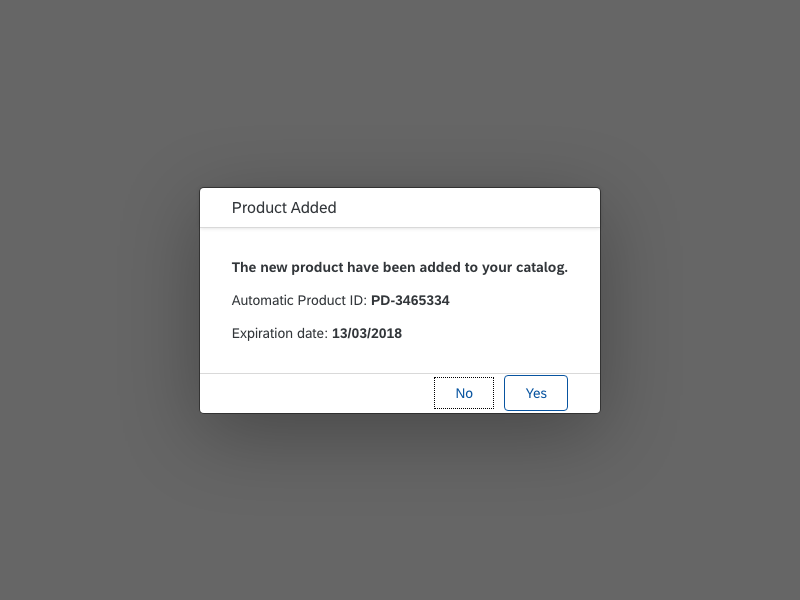 Product Added
The new product have been added to your catalog.
Automatic Product ID: PD-3465334
Expiration date: 13/03/2018
No
Yes